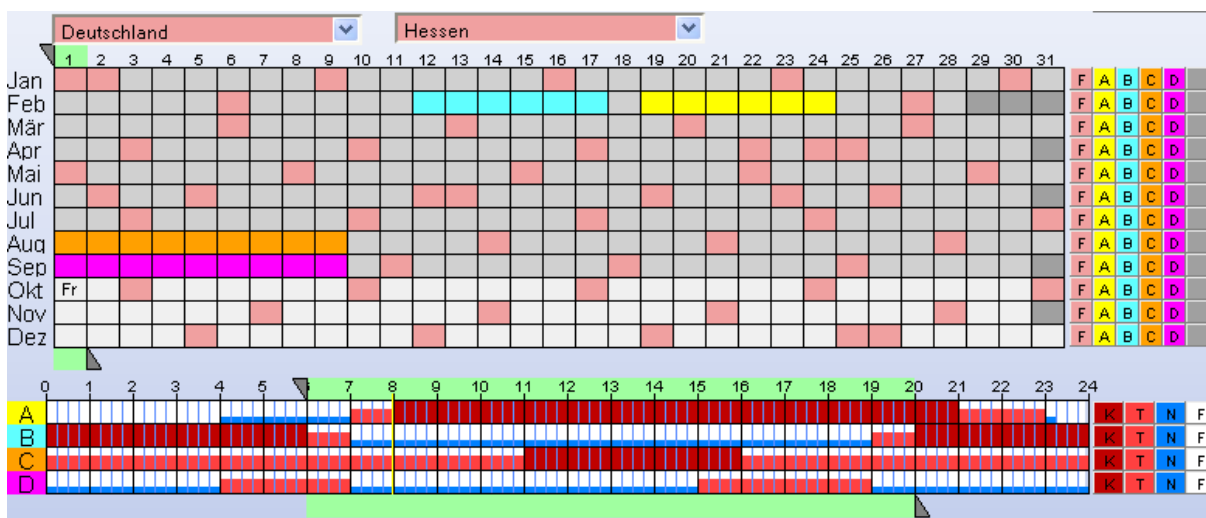 Deutschland Hessen
1 2 3 4 5 6 7 8 9 10 11 12 13 14 15 16 17 18 19 20 21 22 23 24 25 26 27 28 29 30 31
Jan F A B C D
Feb F A B C D
Mär F A B C D
Apr F A B C D
Mai F A B C D
Jun F A B C D
Jul F A B C D
Aug F A B C D
Sep F A B C D
Okt Fr F A B C D
Nov F A B C D
Dez F A B C D
0 1 2 3 4 5 6 7 8 9 10 11 12 13 14 15 16 17 18 19 20 21 22 23 24
A K T N F
B K T N F
C K T N F
D K T N F